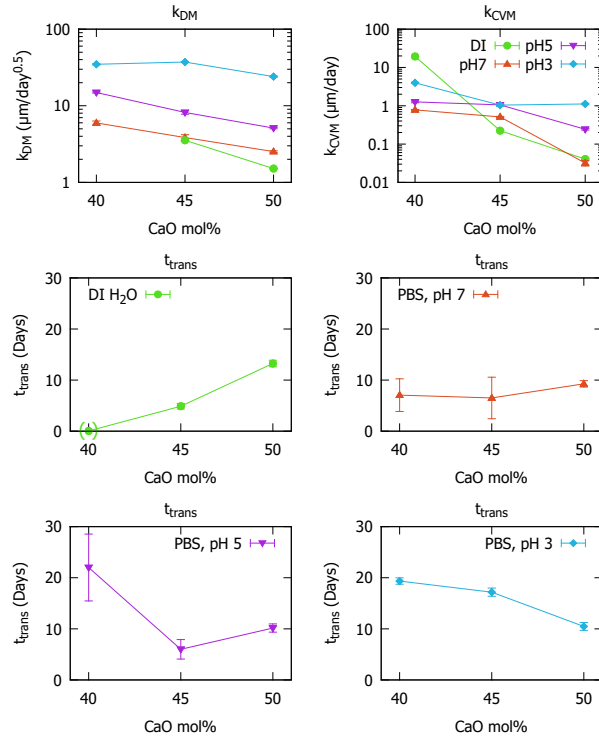 k_DM
k_DM (µm/day^0.5)
100
10
1
40 45 50
CaO mol%
k_CVM
k_CVM (µm/day)
DI pH5
pH7 pH3
100
10
1
0.1
0.01
40 45 50
CaO mol%
t_trans
t_trans (Days)
DI H₂O
30
20
10
0
40 45 50
CaO mol%
t_trans
t_trans (Days)
PBS, pH 7
30
20
10
0
40 45 50
CaO mol%
t_trans
t_trans (Days)
PBS, pH 5
30
20
10
0
40 45 50
CaO mol%
t_trans
t_trans (Days)
PBS, pH 3
30
20
10
0
40 45 50
CaO mol%